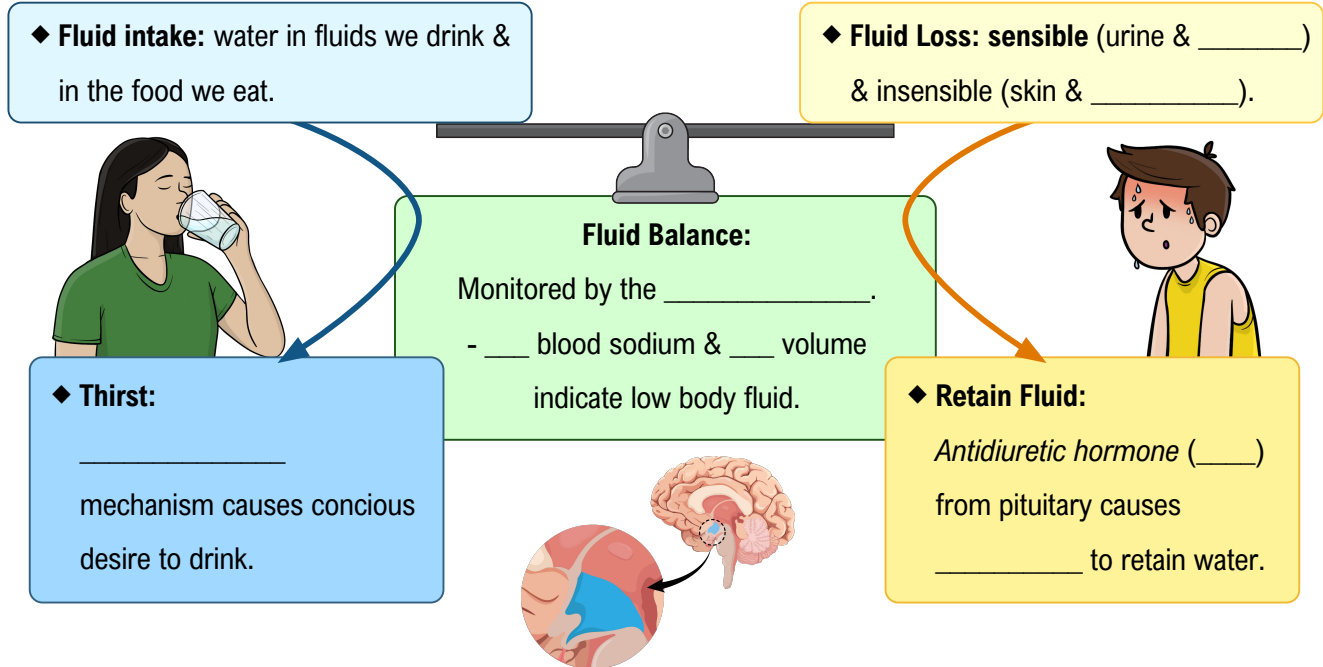 ◆ Fluid intake: water in fluids we drink &
in the food we eat.
◆ Fluid Loss: sensible (urine & _______)
& insensible (skin & __________).
Fluid Balance:
Monitored by the ______________.
- ___ blood sodium & ___ volume
indicate low body fluid.
◆ Thirst:
______________
mechanism causes concious
desire to drink.
◆ Retain Fluid:
Antidiuretic hormone (____)
from pituitary causes
__________ to retain water.